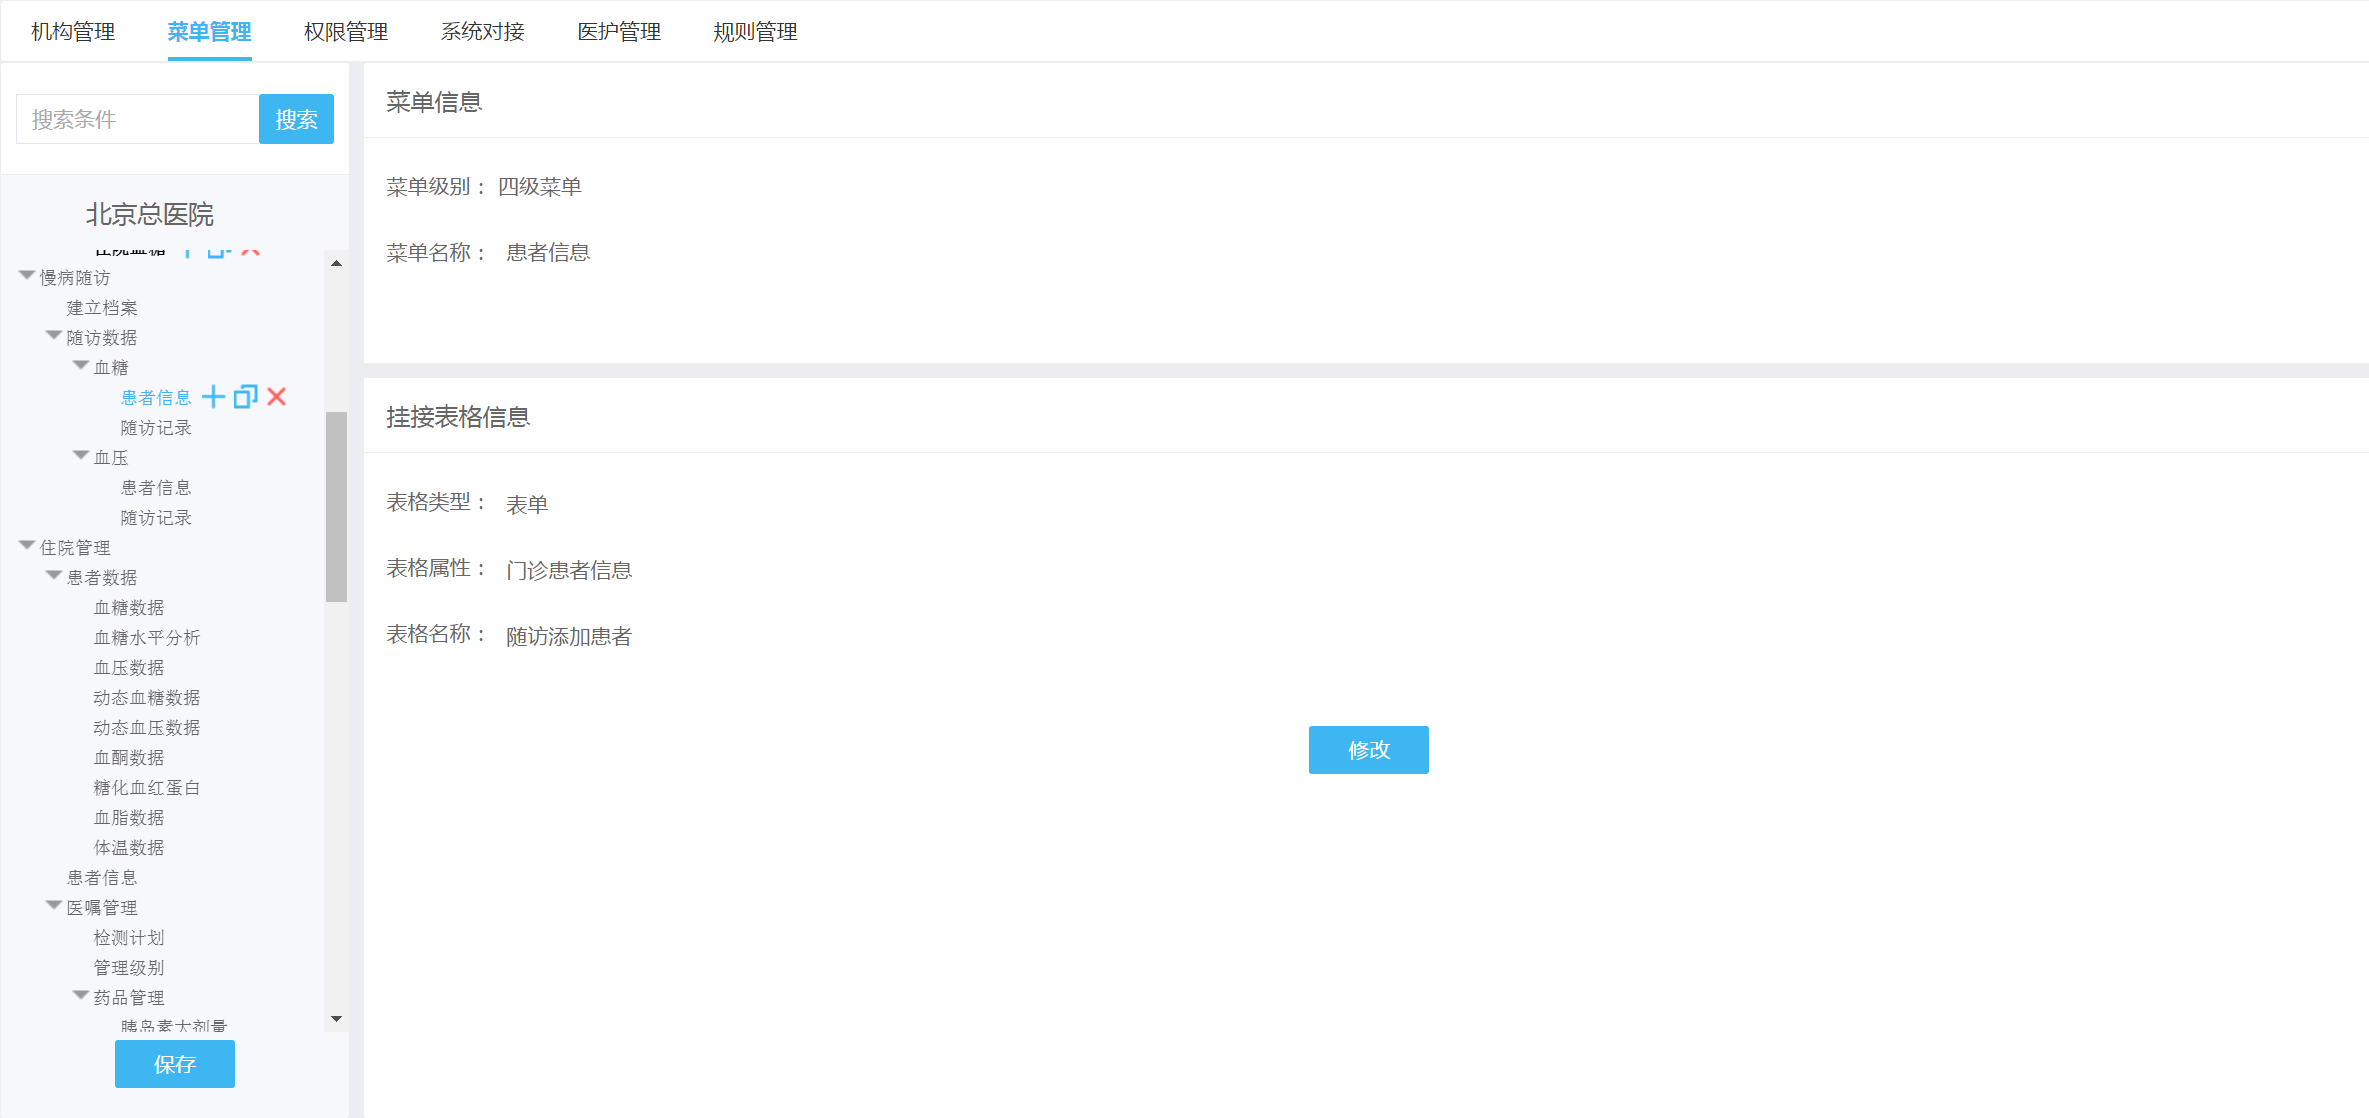 机构管理 菜单管理 权限管理 系统对接 医护管理 规则管理
搜索条件 搜索
北京总医院
住院血糖
慢病随访
建立档案
随访数据
血糖
患者信息
随访记录
血压
患者信息
随访记录
住院管理
患者数据
血糖数据
血糖水平分析
血压数据
动态血糖数据
动态血压数据
血酮数据
糖化血红蛋白
血脂数据
体温数据
患者信息
医嘱管理
检测计划
管理级别
药品管理
胰岛素大剂量
保存
菜单信息
菜单级别： 四级菜单
菜单名称： 患者信息
挂接表格信息
表格类型： 表单
表格属性： 门诊患者信息
表格名称： 随访添加患者
修改